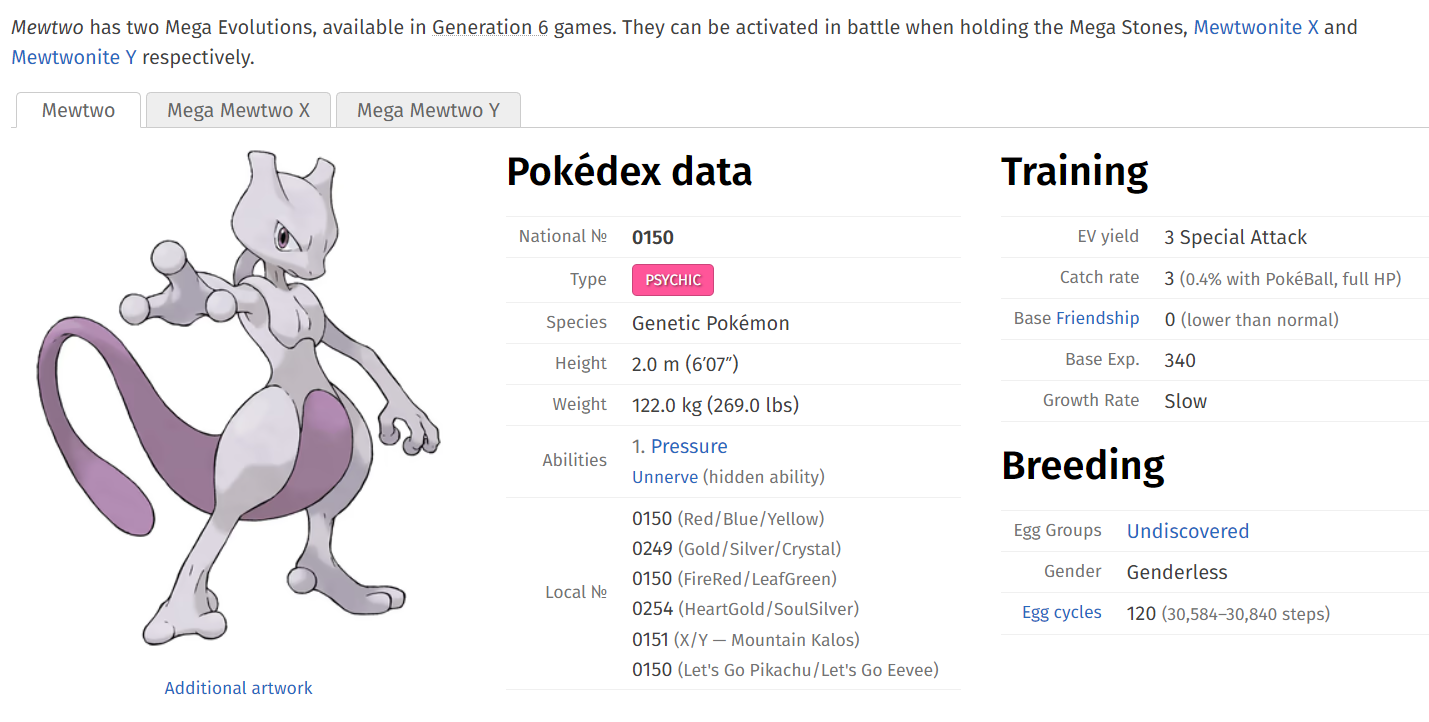 Mewtwo has two Mega Evolutions, available in Generation 6 games. They can be activated in battle when holding the Mega Stones, Mewtwonite X and
Mewtwonite Y respectively.
Mewtwo
Mega Mewtwo X
Mega Mewtwo Y
Additional artwork
Pokédex data
National № 0150
Type PSYCHIC
Species Genetic Pokémon
Height 2.0 m (6′07″)
Weight 122.0 kg (269.0 lbs)
Abilities 1. Pressure
Unnerve (hidden ability)
Local № 0150 (Red/Blue/Yellow)
0249 (Gold/Silver/Crystal)
0150 (FireRed/LeafGreen)
0254 (HeartGold/SoulSilver)
0151 (X/Y — Mountain Kalos)
0150 (Let's Go Pikachu/Let's Go Eevee)
Training
EV yield 3 Special Attack
Catch rate 3 (0.4% with PokéBall, full HP)
Base Friendship 0 (lower than normal)
Base Exp. 340
Growth Rate Slow
Breeding
Egg Groups Undiscovered
Gender Genderless
Egg cycles 120 (30,584–30,840 steps)